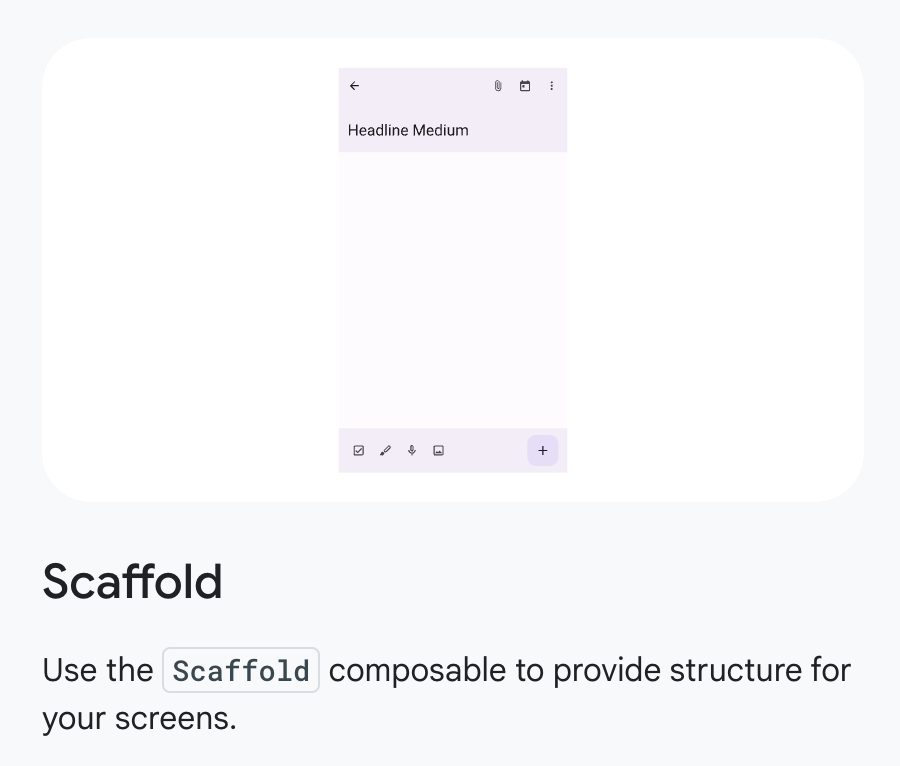 Headline Medium
Scaffold
Use the Scaffold composable to provide structure for
your screens.